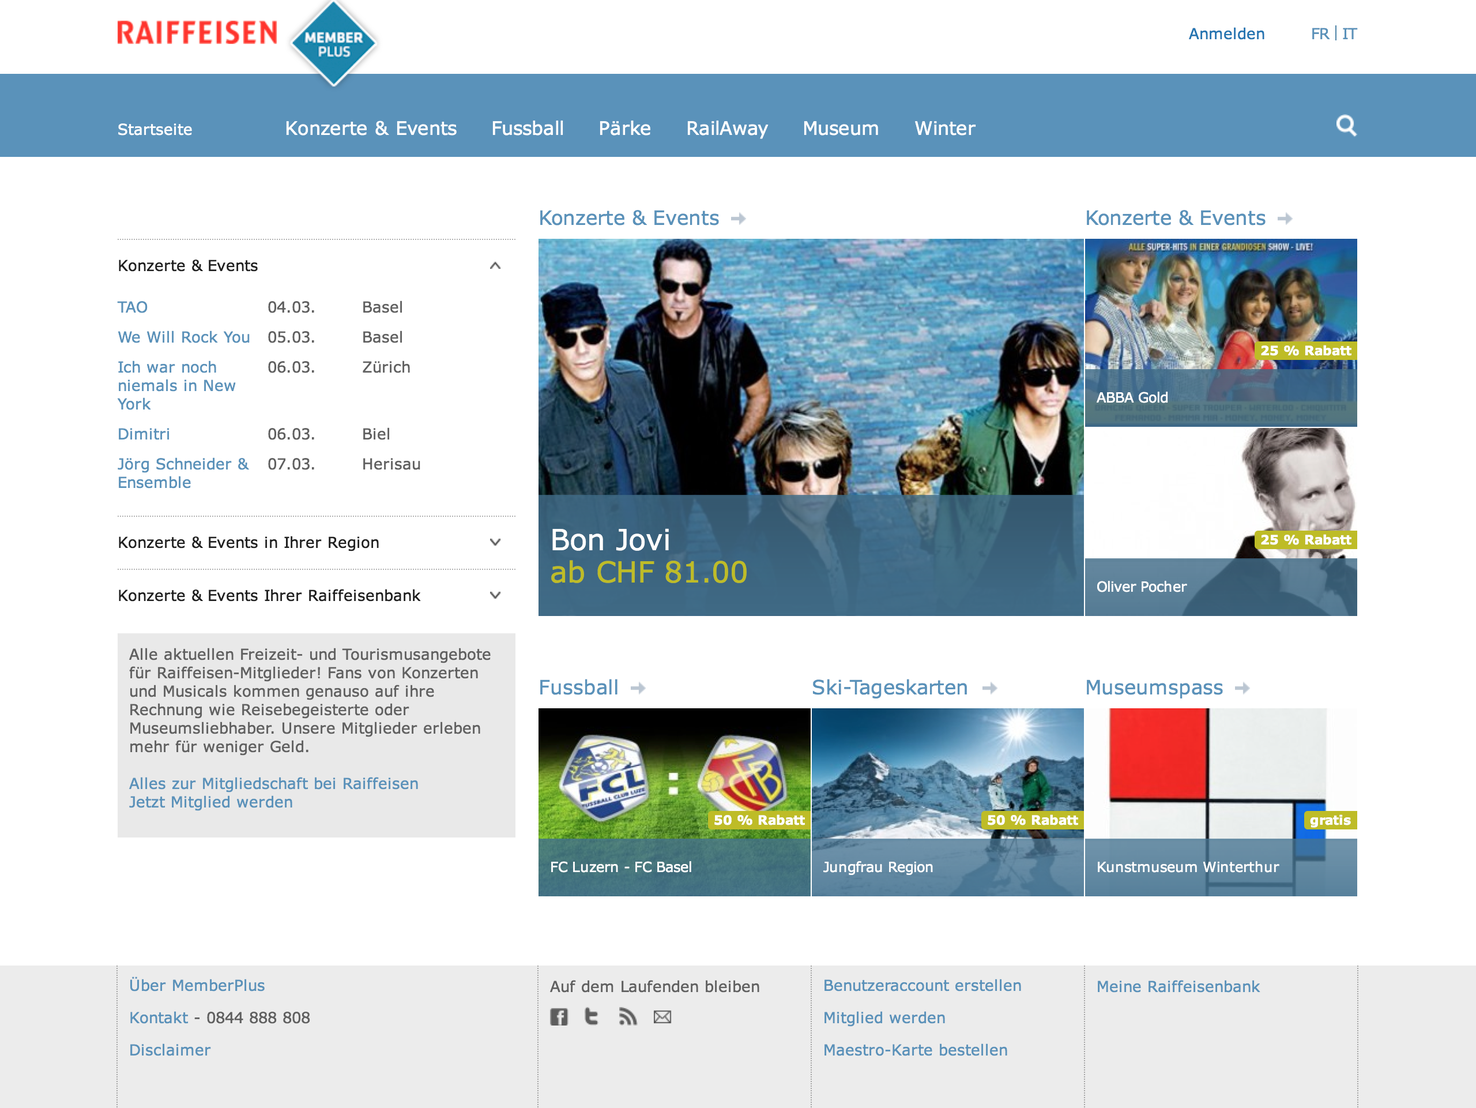 RAIFFEISEN
MEMBER
PLUS
Anmelden
FR | IT
Startseite
Konzerte & Events
Fussball
Pärke
RailAway
Museum
Winter
Konzerte & Events
TAO 04.03. Basel
We Will Rock You 05.03. Basel
Ich war noch 06.03. Zürich
niemals in New
York
Dimitri 06.03. Biel
Jörg Schneider & 07.03. Herisau
Ensemble
Konzerte & Events in Ihrer Region
Konzerte & Events Ihrer Raiffeisenbank
Alle aktuellen Freizeit- und Tourismusangebote
für Raiffeisen-Mitglieder! Fans von Konzerten
und Musicals kommen genauso auf ihre
Rechnung wie Reisebegeisterte oder
Museumsliebhaber. Unsere Mitglieder erleben
mehr für weniger Geld.
Alles zur Mitgliedschaft bei Raiffeisen
Jetzt Mitglied werden
Konzerte & Events
Bon Jovi
ab CHF 81.00
Konzerte & Events
ALLE SUPER-HITS IN EINER GRANDIOSEN SHOW - LIVE!
25 % Rabatt
ABBA Gold
25 % Rabatt
Oliver Pocher
Fussball
FCL
FUSSBALL CLUB
:
FCB
50 % Rabatt
FC Luzern - FC Basel
Ski-Tageskarten
50 % Rabatt
Jungfrau Region
Museumspass
gratis
Kunstmuseum Winterthur
Über MemberPlus
Kontakt - 0844 888 808
Disclaimer
Auf dem Laufenden bleiben
Benutzeraccount erstellen
Mitglied werden
Maestro-Karte bestellen
Meine Raiffeisenbank